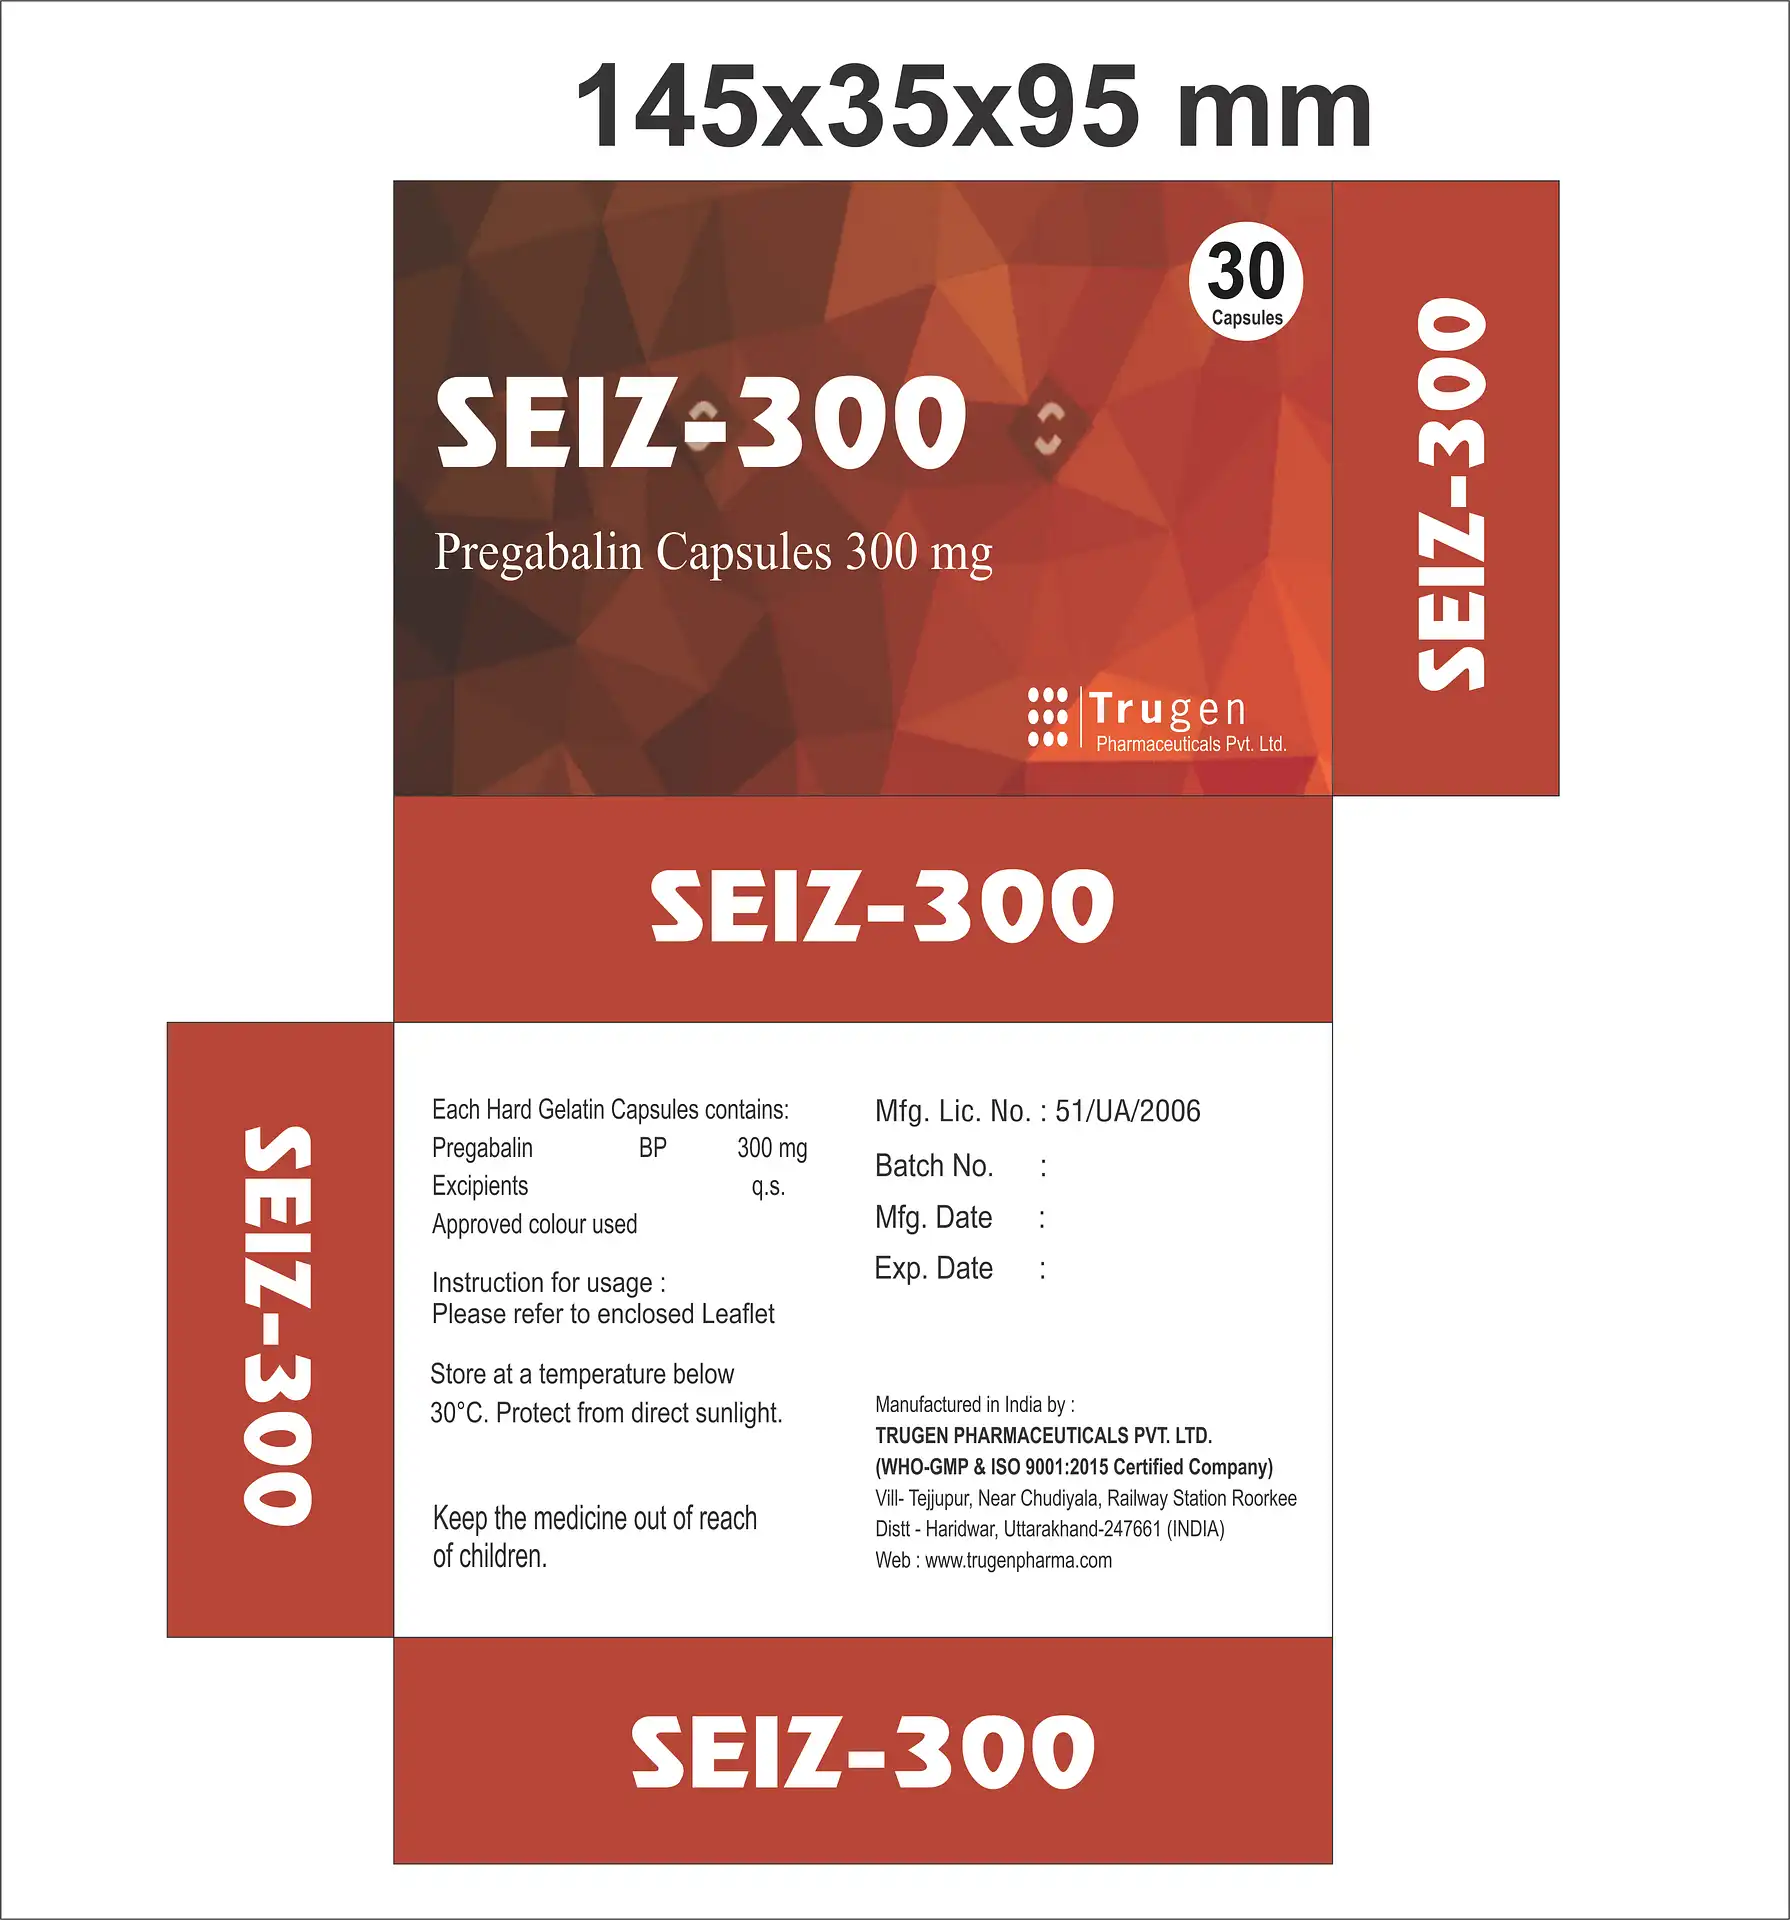 145x35x95 mm
30
Capsules
SEIZ-300
Pregabalin Capsules 300 mg
Trugen
Pharmaceuticals Pvt. Ltd.
SEIZ-300
SEIZ-300
SEIZ-300
Each Hard Gelatin Capsules contains:
Pregabalin BP 300 mg
Excipients q.s.
Approved colour used
Instruction for usage :
Please refer to enclosed Leaflet
Store at a temperature below
30°C. Protect from direct sunlight.
Keep the medicine out of reach
of children.
Mfg. Lic. No. : 51/UA/2006
Batch No. :
Mfg. Date :
Exp. Date :
Manufactured in India by :
TRUGEN PHARMACEUTICALS PVT. LTD.
(WHO-GMP & ISO 9001:2015 Certified Company)
Vill- Tejjupur, Near Chudiyala, Railway Station Roorkee
Distt - Haridwar, Uttarakhand-247661 (INDIA)
Web : www.trugenpharma.com
SEIZ-300